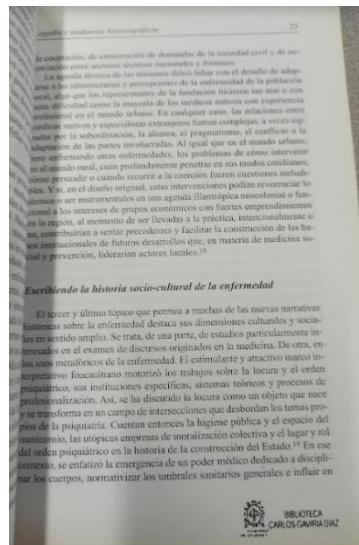 Legados y tendencias historiográficas 23
de cooptación, de canalización de demandas de la sociedad civil y de ne-
gociación entre sectores técnicos nacionales y foráneos.
La agenda técnica de las misiones debió lidiar con el desafío de adap-
tarse a las idiosincrasias y percepciones de la enfermedad de la población
local, algo que los representantes de la fundación hicieron tan mal o con
tanta dificultad como la mayoría de los médicos nativos con experiencia
profesional en el mundo urbano. En cualquier caso, las relaciones entre
médicos nativos y especialistas extranjeros fueron complejas, a veces sig-
nadas por la subordinación, la alianza, el pragmatismo, el conflicto o la
adaptación de las partes involucradas. Al igual que en el mundo urbano,
pero enfrentando otras enfermedades, los problemas de cómo intervenir
en el mundo rural, cuán profundamente penetrar en sus modos cotidianos,
cómo persuadir o cuándo recurrir a la coerción fueron cuestiones includi-
bles. Y si, en el diseño original, estas intervenciones podían reverenciar lo
técnico o ser instrumentales en una agenda filantrópica neocolonial o fun-
cional a los intereses de grupos económicos con fuertes emprendimientos
en la región, al momento de ser llevadas a la práctica, intencionalmente o
no, contribuirían a sentar precedentes y facilitar la construcción de las ba-
ses institucionales de futuros desarrollos que, en materia de medicina so-
cial y prevención, liderarían actores locales.18
Escribiendo la historia socio-cultural de la enfermedad
El tercer y último tópico que permea a muchas de las nuevas narrativas
históricas sobre la enfermedad destaca sus dimensiones culturales y socia-
les en sentido amplio. Se trata, de una parte, de estudios particularmente in-
teresados en el examen de discursos originados en la medicina. De otra, en
los usos metafóricos de la enfermedad. El estimulante y atractivo marco in-
terpretativo foucaultiano motorizó los trabajos sobre la locura y el orden
psiquiátrico, sus instituciones específicas, sistemas teóricos y procesos de
profesionalización. Así, se ha discutido la locura como un objeto que nace
y se transforma en un campo de intersecciones que desbordan los temas pro-
pios de la psiquiatría. Cuentan entonces la higiene pública y el espacio del
manicomio, las utópicas empresas de moralización colectiva y el lugar y rol
del orden psiquiátrico en la historia de la construcción del Estado.19 En ese
contexto, se enfatizó la emergencia de un poder médico dedicado a discipli-
nar los cuerpos, normativizar los umbrales sanitarios generales e influir en
BIBLIOTECA
CARLOS GAVIRIA DIAZ